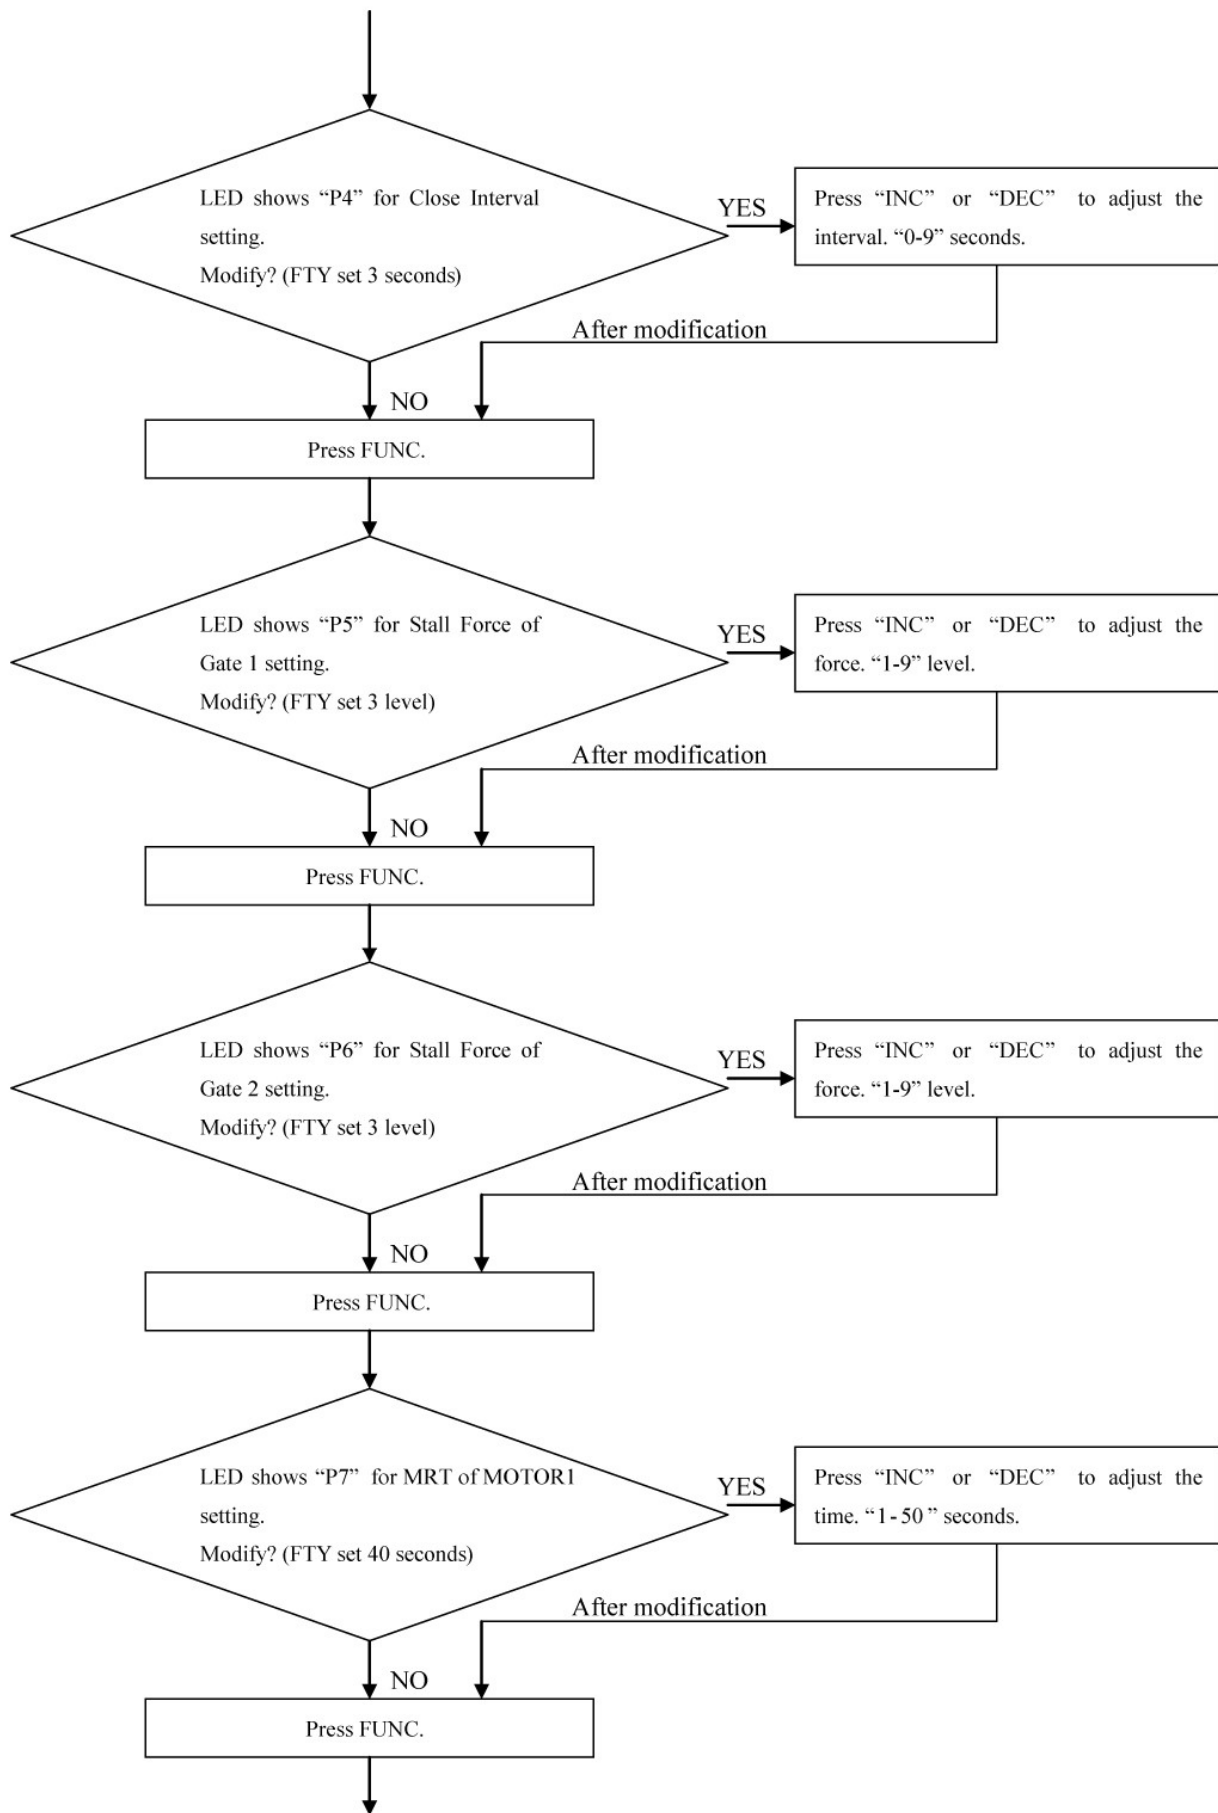 LED shows “P4” for Close Interval
setting.
Modify? (FTY set 3 seconds)
YES
Press “INC” or “DEC” to adjust the
interval. “0-9” seconds.
After modification
NO
Press FUNC.
LED shows “P5” for Stall Force of
Gate 1 setting.
Modify? (FTY set 3 level)
YES
Press “INC” or “DEC” to adjust the
force. “1-9” level.
After modification
NO
Press FUNC.
LED shows “P6” for Stall Force of
Gate 2 setting.
Modify? (FTY set 3 level)
YES
Press “INC” or “DEC” to adjust the
force. “1-9” level.
After modification
NO
Press FUNC.
LED shows “P7” for MRT of MOTOR1
setting.
Modify? (FTY set 40 seconds)
YES
Press “INC” or “DEC” to adjust the
time. “1-50” seconds.
After modification
NO
Press FUNC.